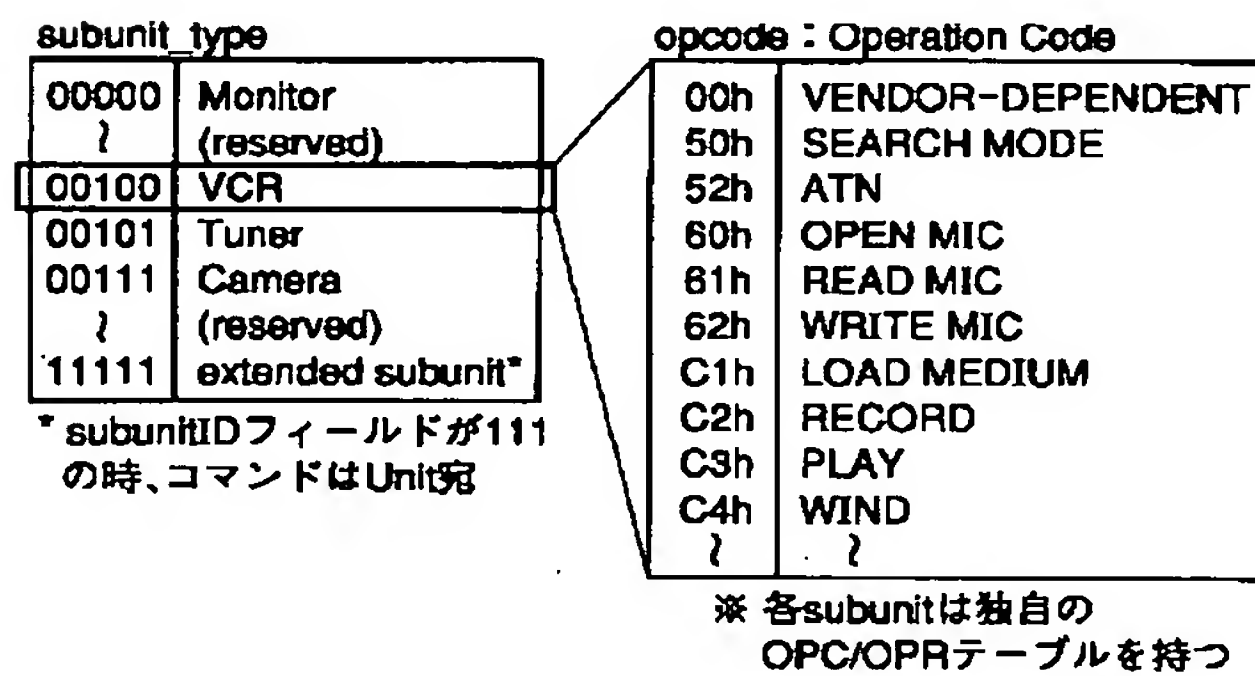 subunit_type
00000 Monitor
≀ (reserved)
00100 VCR
00101 Tuner
00111 Camera
≀ (reserved)
11111 extended subunit*
* subunitIDフィールドが111
の時、コマンドはUnit宛
opcode：Operation Code
00h VENDOR-DEPENDENT
50h SEARCH MODE
52h ATN
60h OPEN MIC
61h READ MIC
62h WRITE MIC
C1h LOAD MEDIUM
C2h RECORD
C3h PLAY
C4h WIND
≀ ≀
※ 各subunitは独自の
OPC/OPRテーブルを持つ